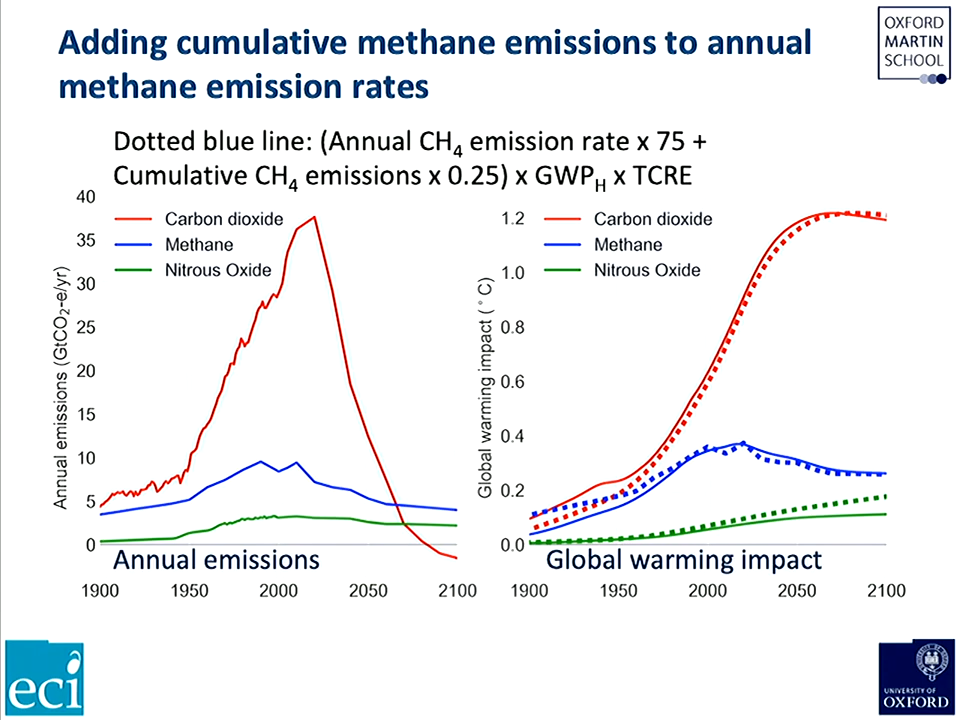 Adding cumulative methane emissions to annual
methane emission rates
OXFORD
MARTIN
SCHOOL
Dotted blue line: (Annual CH₄ emission rate x 75 +
Cumulative CH₄ emissions x 0.25) x GWP_H x TCRE
Annual emissions (GtCO₂-e/yr)
40
35
30
25
20
15
10
5
0
Carbon dioxide
Methane
Nitrous Oxide
Annual emissions
1900 1950 2000 2050 2100
Global warming impact (°C)
1.2
1.0
0.8
0.6
0.4
0.2
0.0
Carbon dioxide
Methane
Nitrous Oxide
Global warming impact
1900 1950 2000 2050 2100
eci
UNIVERSITY OF
OXFORD